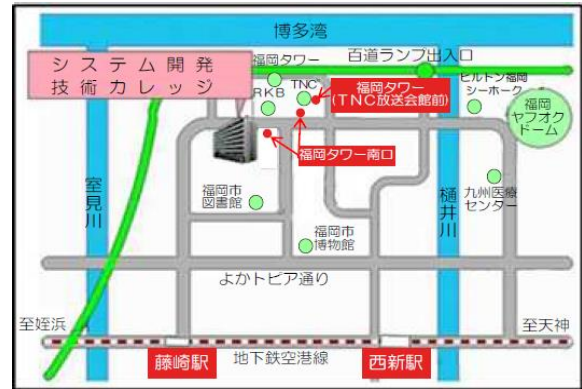 博多湾
システム開発
技術カレッジ
福岡タワー
百道ランプ出入口
RKB
TNC
福岡タワー
(TNC放送会館前)
ヒルトン福岡
シーホーク
福岡
ヤフオク
ドーム
福岡タワー南口
室見川
福岡市
図書館
樋井川
九州医療
センター
福岡市
博物館
よかトピア通り
至姪浜
至天神
藤崎駅
地下鉄空港線
西新駅